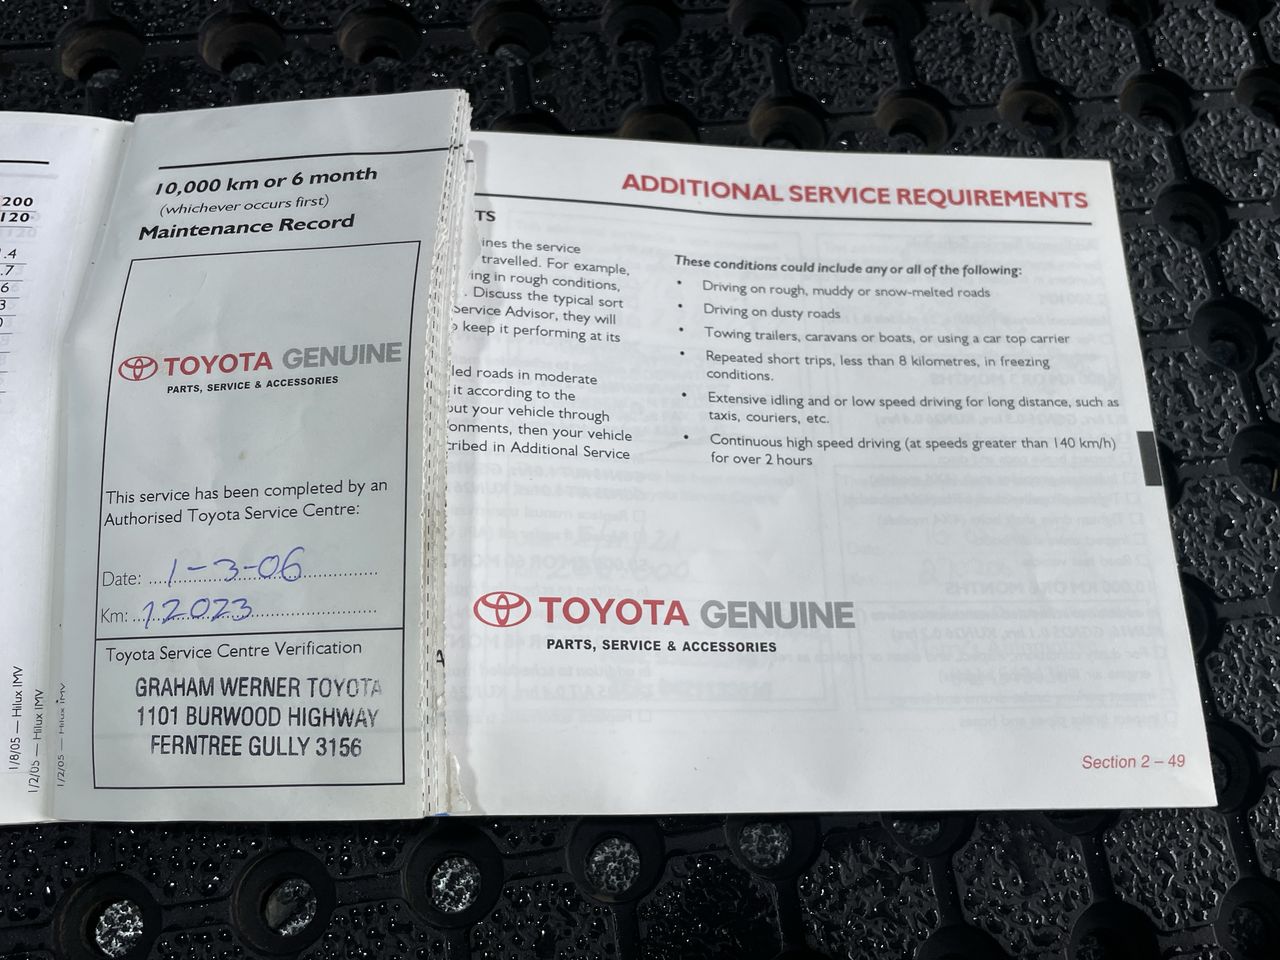 200
120
.4
.7
6
3
1/8/05 — Hilux IMV
1/2/05 — Hilux IMV
1/2/05 — Hilux IMV
10,000 km or 6 month
(whichever occurs first)
Maintenance Record
TOYOTA GENUINE
PARTS, SERVICE & ACCESSORIES
This service has been completed by an
Authorised Toyota Service Centre:
Date: 1-3-06
Km: 12023
Toyota Service Centre Verification
GRAHAM WERNER TOYOTA
1101 BURWOOD HIGHWAY
FERNTREE GULLY 3156
ADDITIONAL SERVICE REQUIREMENTS
TS
ines the service
travelled. For example,
ing in rough conditions,
. Discuss the typical sort
Service Advisor, they will
keep it performing at its
led roads in moderate
it according to the
out your vehicle through
onments, then your vehicle
cribed in Additional Service
These conditions could include any or all of the following:
• Driving on rough, muddy or snow-melted roads
• Driving on dusty roads
• Towing trailers, caravans or boats, or using a car top carrier
• Repeated short trips, less than 8 kilometres, in freezing
conditions.
• Extensive idling and or low speed driving for long distance, such as
taxis, couriers, etc.
• Continuous high speed driving (at speeds greater than 140 km/h)
for over 2 hours
TOYOTA GENUINE
PARTS, SERVICE & ACCESSORIES
A
Section 2 – 49